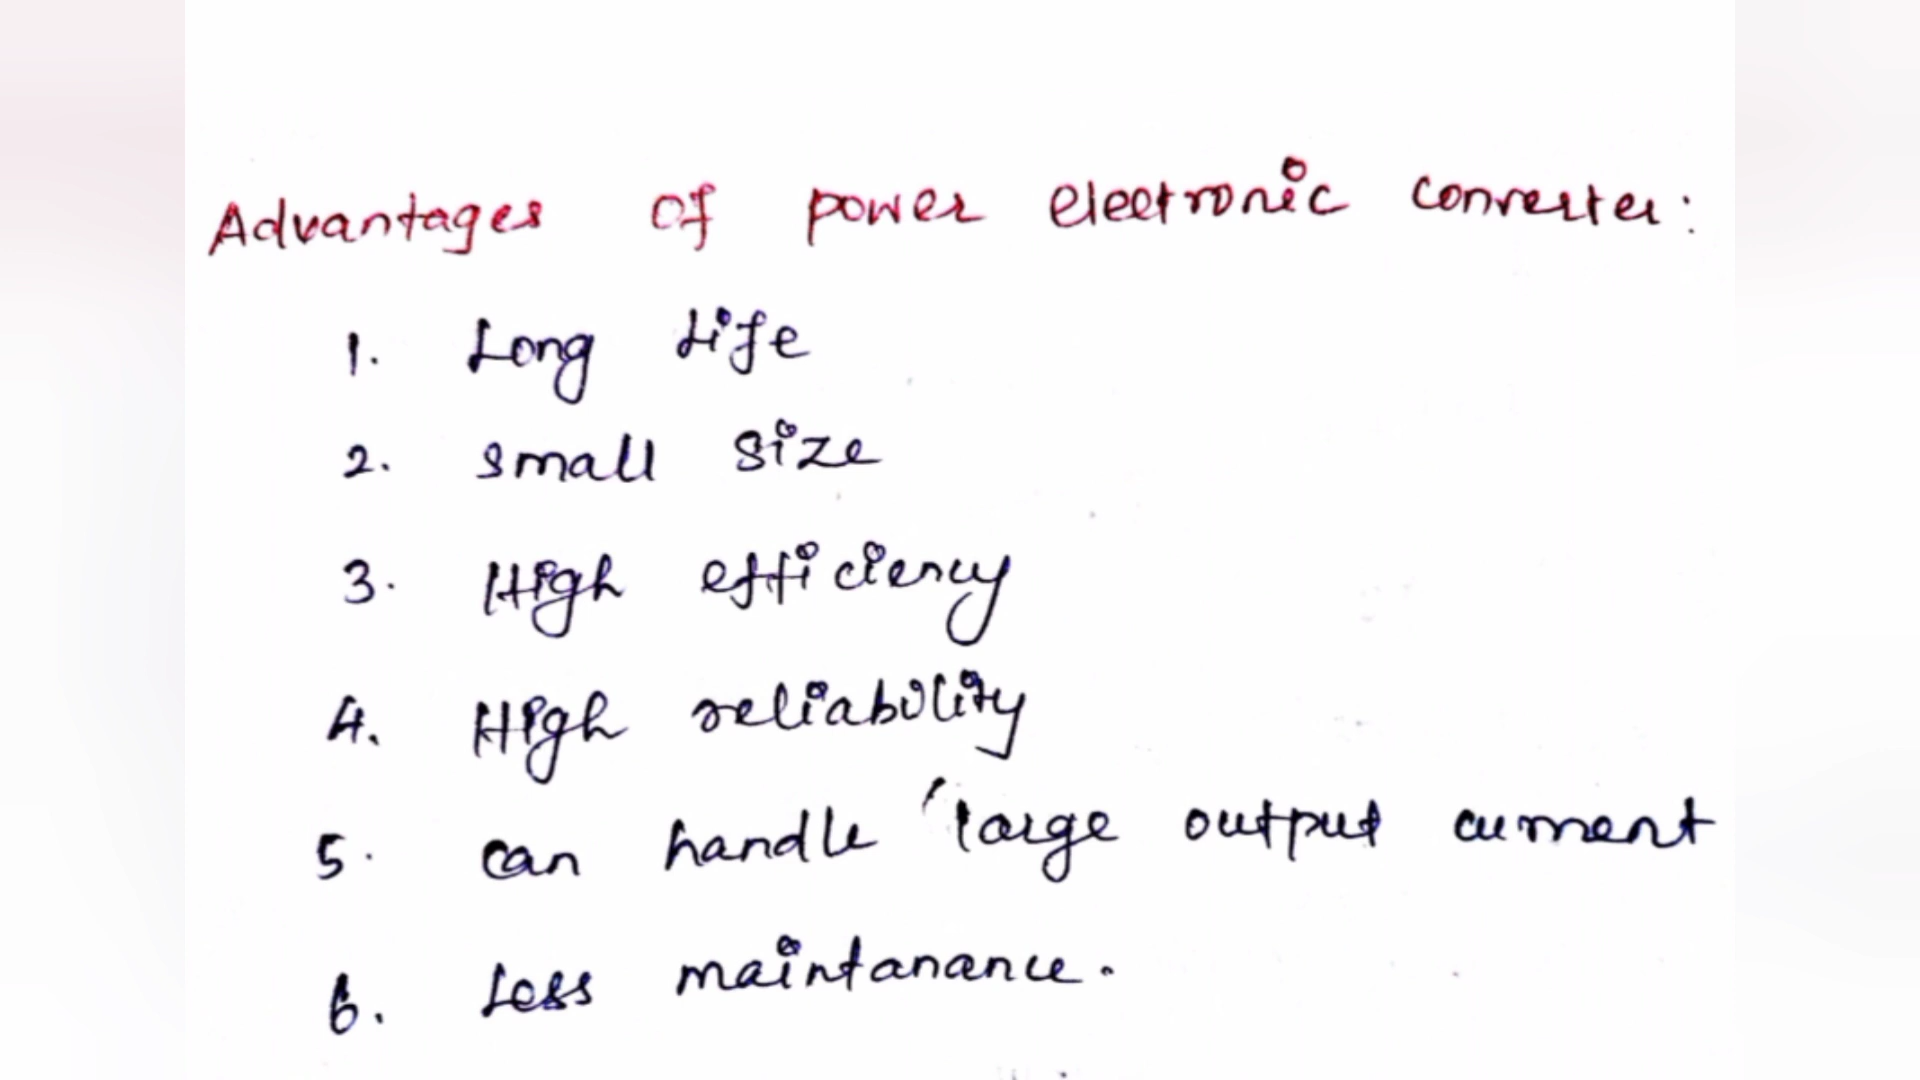 Advantages of power electronic converter:
1. Long Life
2. small size
3. High efficiency
4. High reliability
5. can handle large output current
6. Less maintanance.